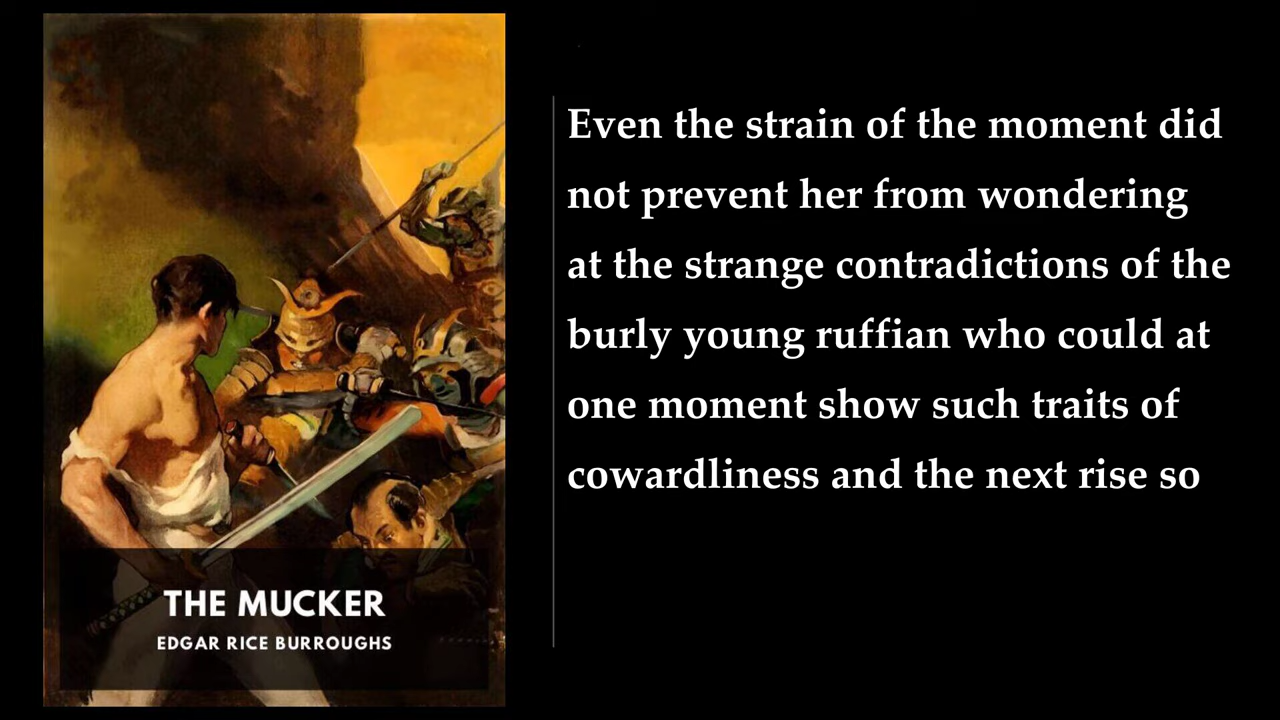 THE MUCKER
EDGAR RICE BURROUGHS
Even the strain of the moment did
not prevent her from wondering
at the strange contradictions of the
burly young ruffian who could at
one moment show such traits of
cowardliness and the next rise so